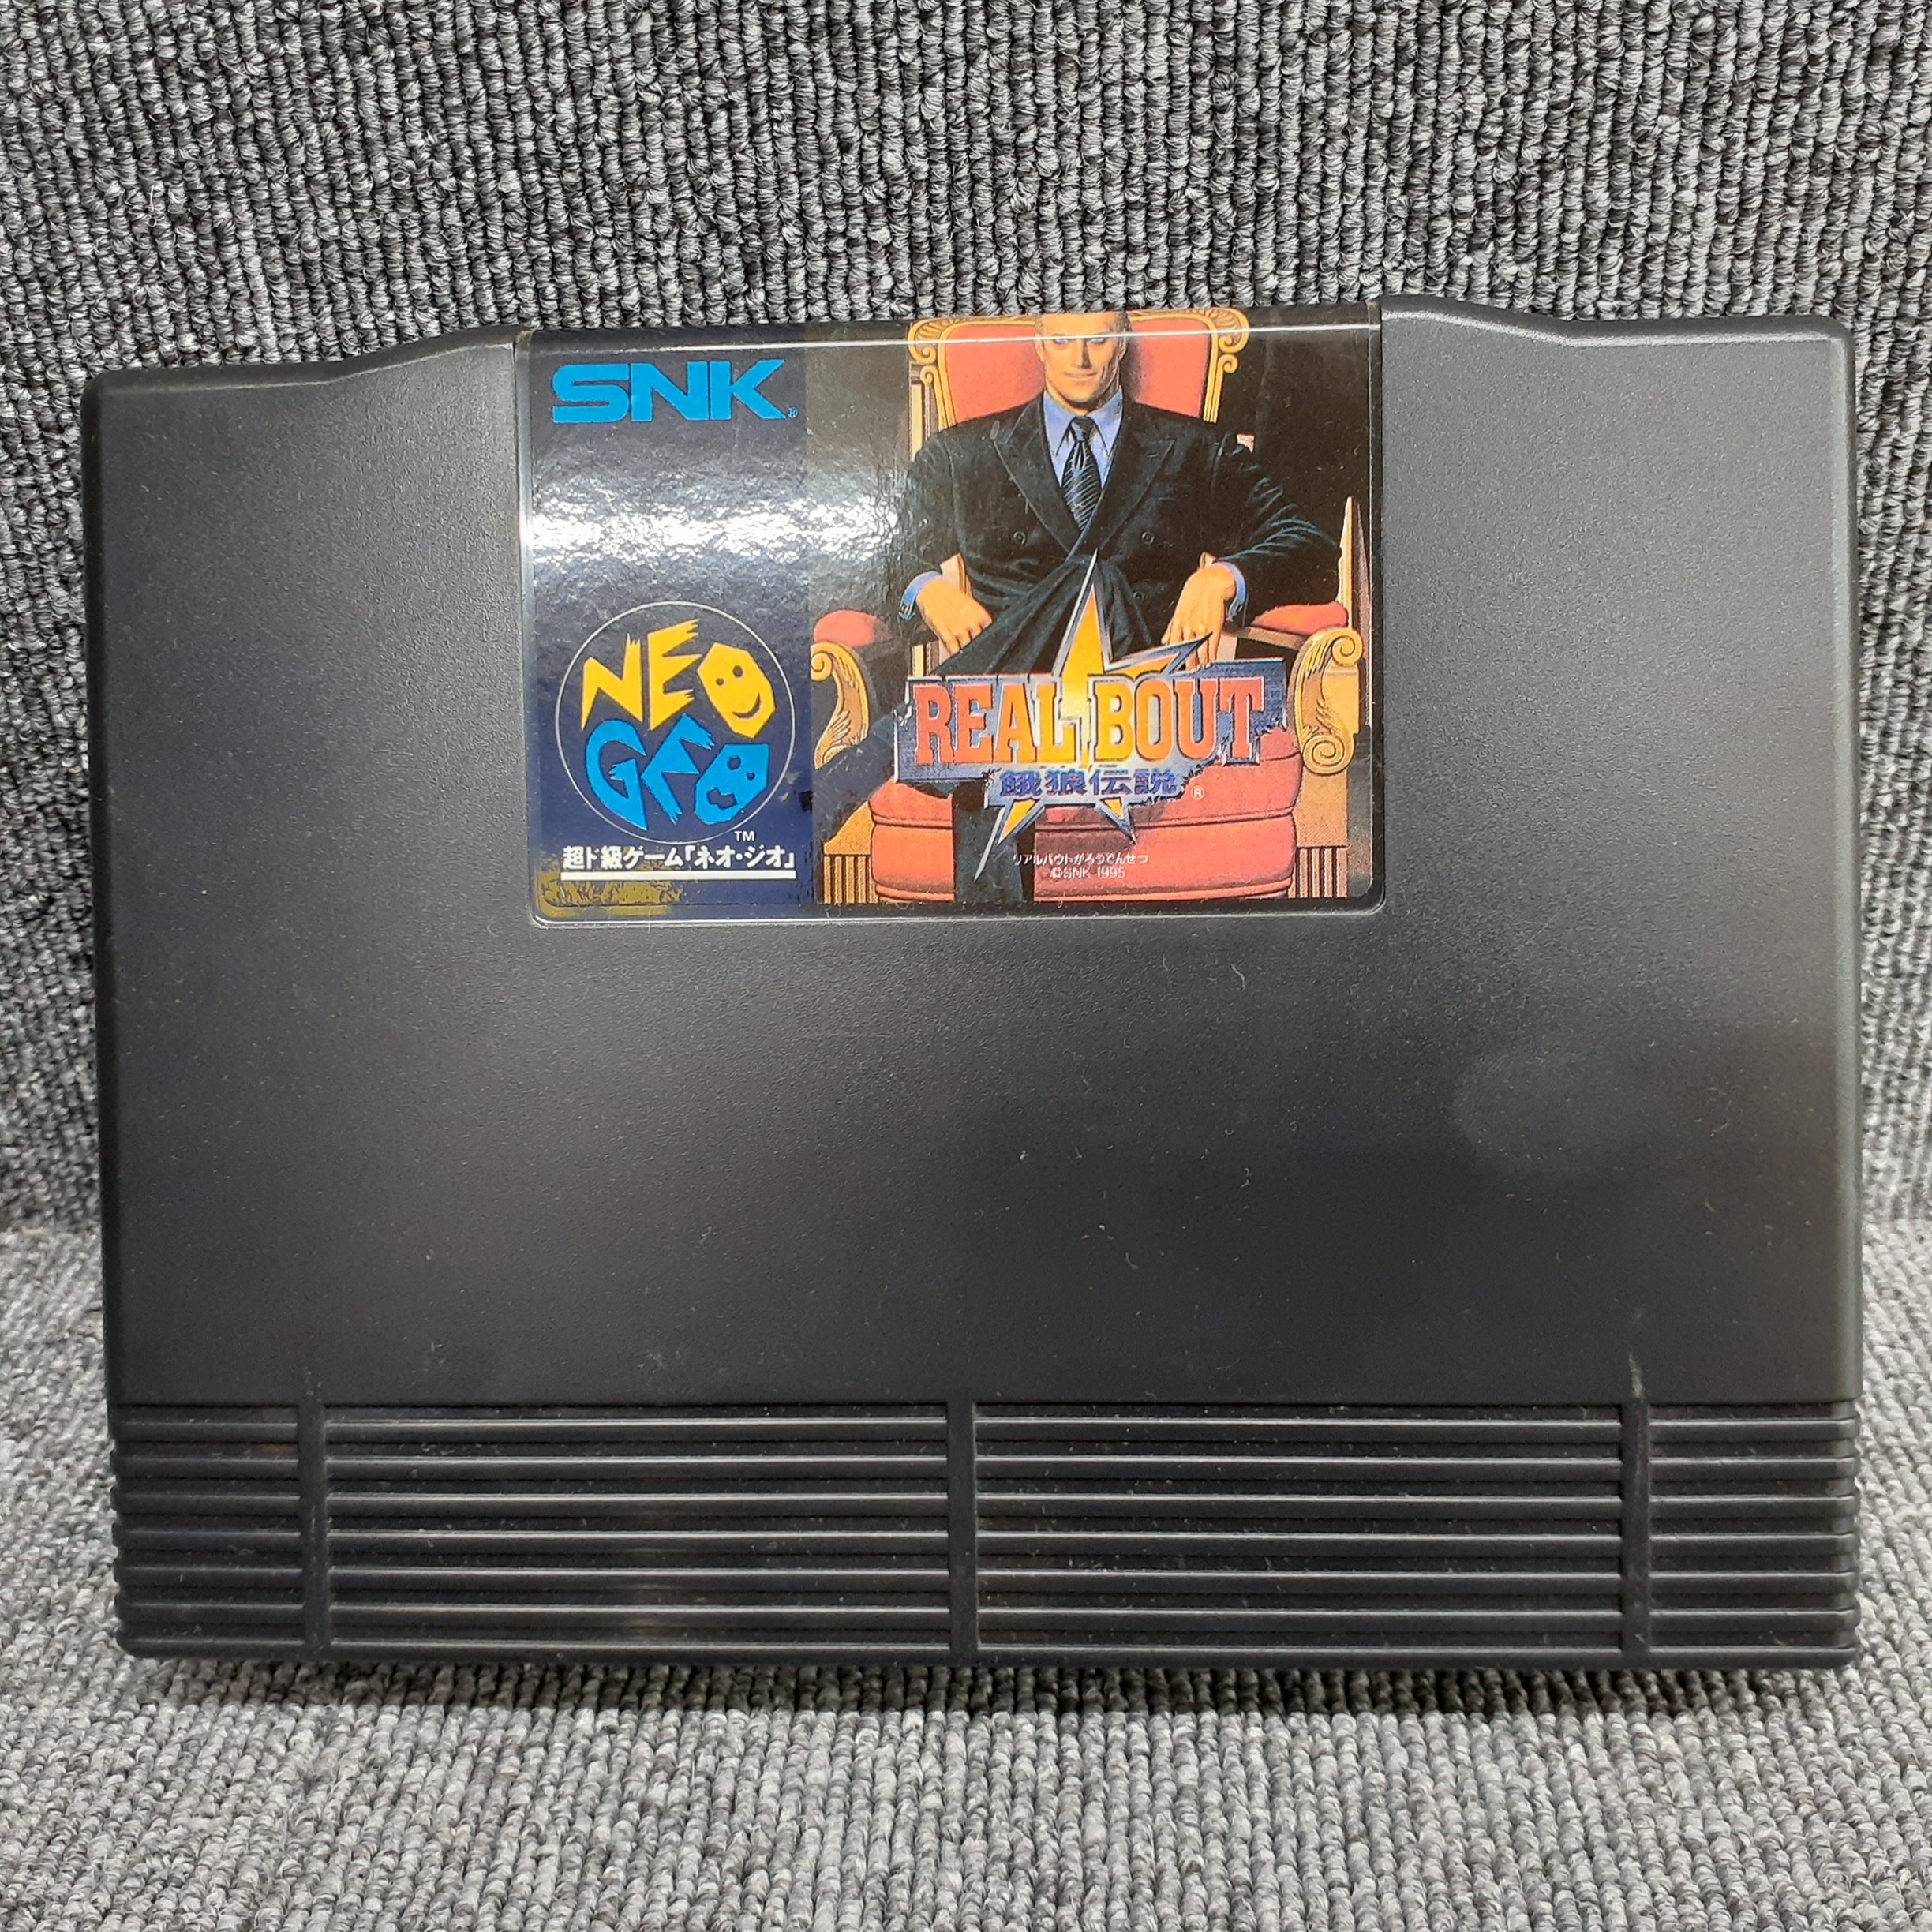 SNK®
NEO
GEO
TM
超ド級ゲーム「ネオ・ジオ」
REAL BOUT
餓狼伝説®
リアルバウトがろうでんせつ
©SNK 1995